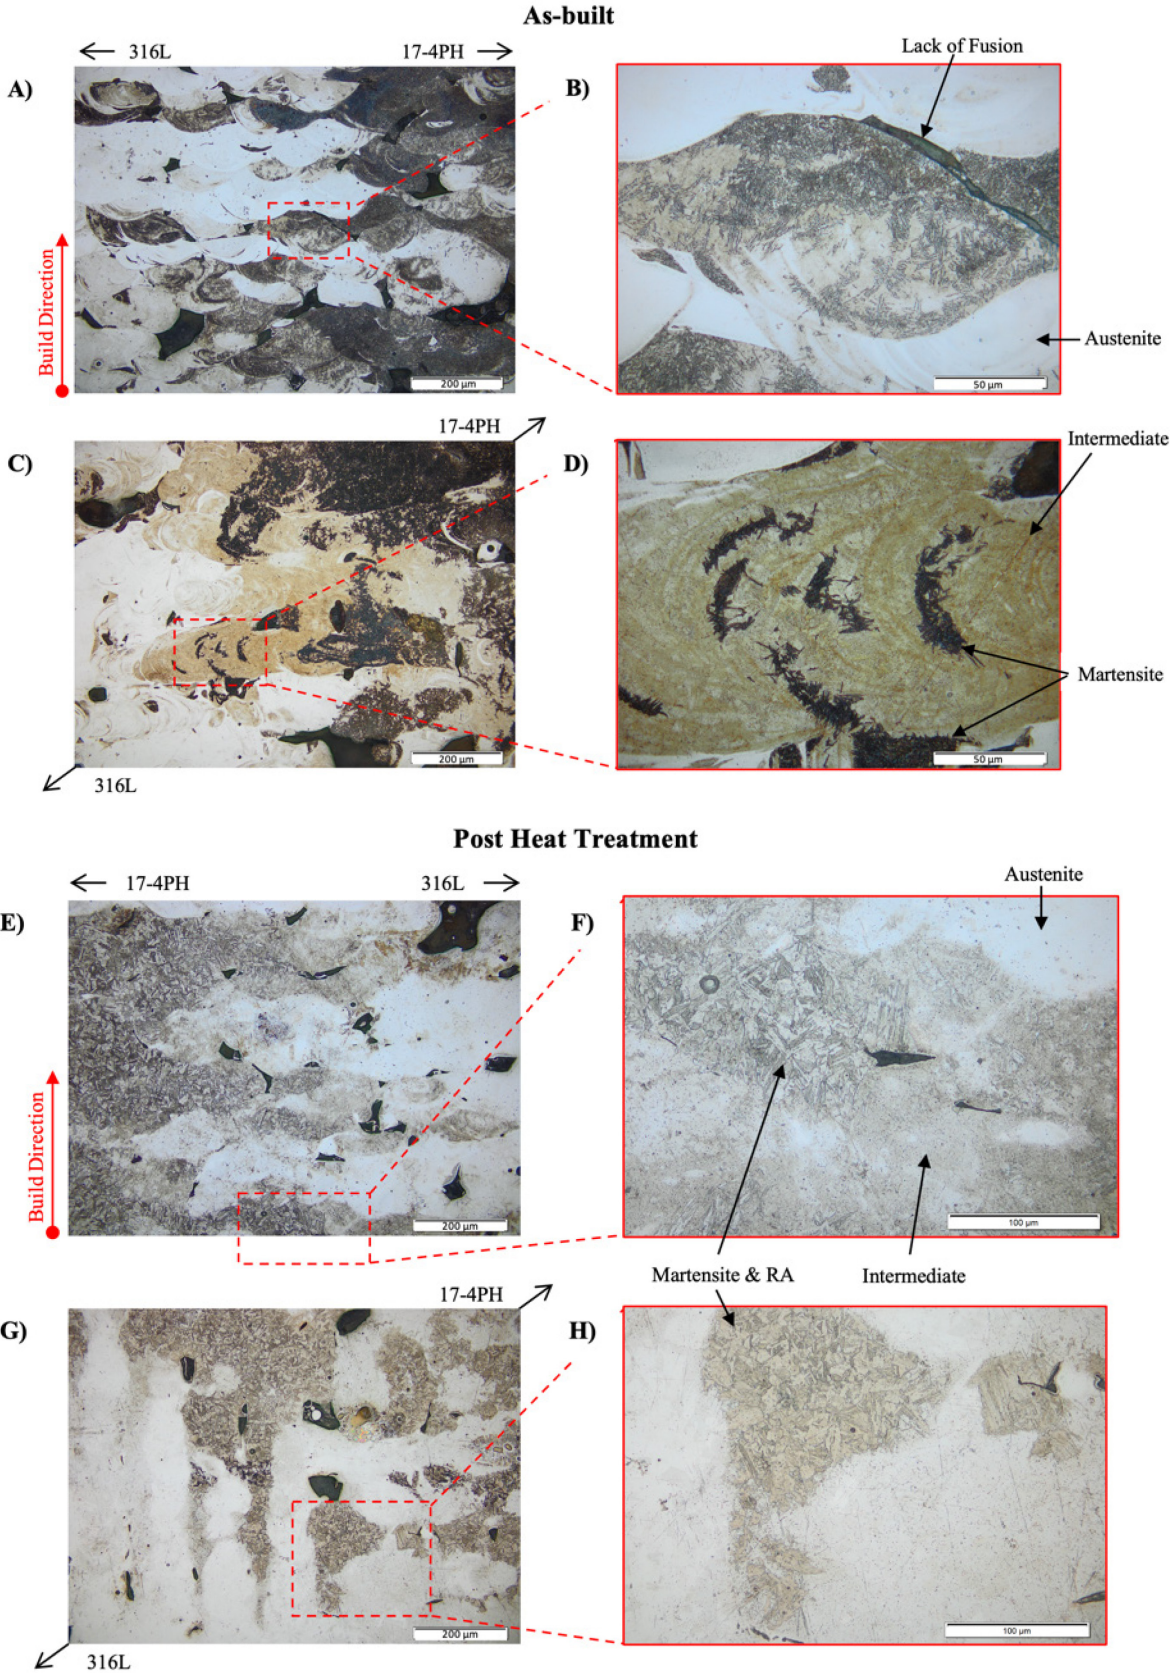 As-built
316L 17-4PH
Lack of Fusion
A)
B)
Build Direction
Austenite
200 µm
50 µm
17-4PH
C)
D)
Intermediate
Martensite
200 µm
50 µm
316L
Post Heat Treatment
17-4PH 316L
Austenite
E)
F)
Build Direction
200 µm
100 µm
Martensite & RA
Intermediate
17-4PH
G)
H)
200 µm
100 µm
316L